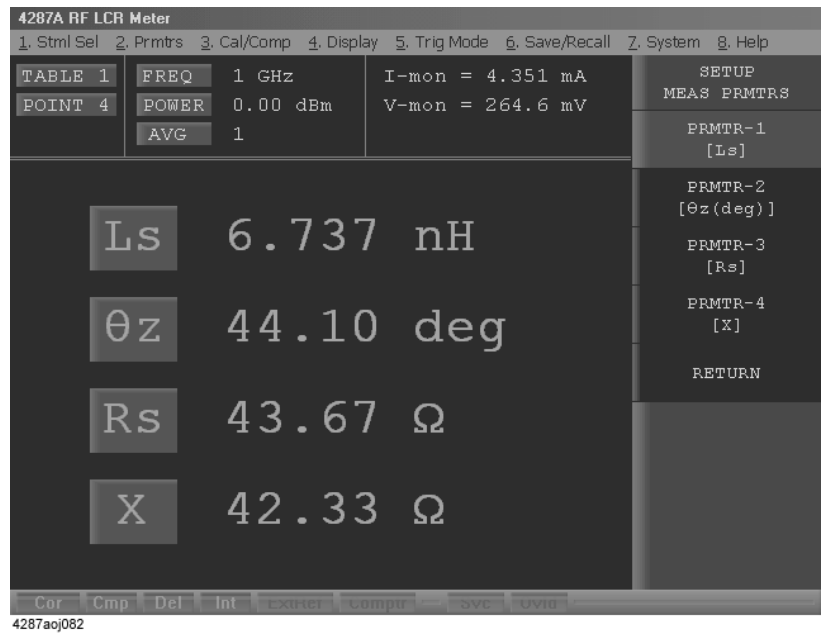 4287A RF LCR Meter
1. Stml Sel 2. Prmtrs 3. Cal/Comp 4. Display 5. Trig Mode 6. Save/Recall 7. System 8. Help
TABLE 1 FREQ 1 GHz I-mon = 4.351 mA
POINT 4 POWER 0.00 dBm V-mon = 264.6 mV
AVG 1
SETUP
MEAS PRMTRS
PRMTR-1
[Ls]
PRMTR-2
[θz(deg)]
PRMTR-3
[Rs]
PRMTR-4
[X]
RETURN
Ls 6.737 nH
θz 44.10 deg
Rs 43.67 Ω
X 42.33 Ω
Cor Cmp Del Int ExtRef Comptr Svc Ovld
4287aoj082